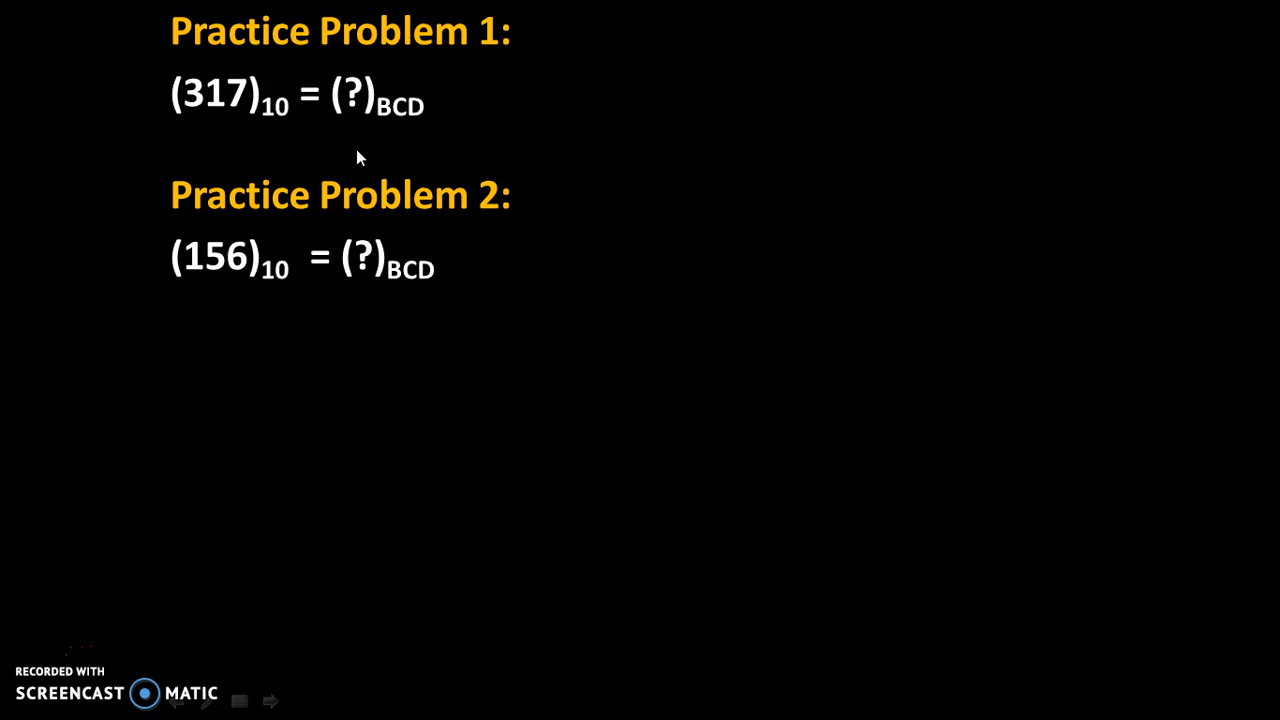 Practice Problem 1:
(317)10 = (?)BCD
Practice Problem 2:
(156)10 = (?)BCD
RECORDED WITH
SCREENCAST MATIC